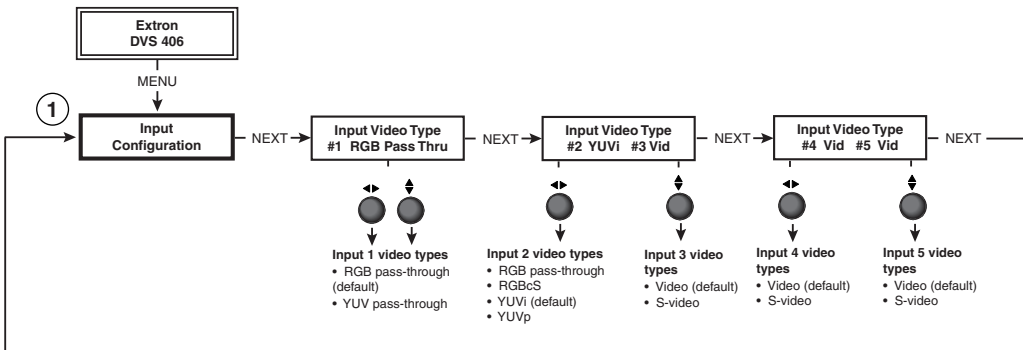 Extron
DVS 406
MENU
1
Input
Configuration
NEXT
Input Video Type
#1 RGB Pass Thru
NEXT
Input Video Type
#2 YUVi #3 Vid
NEXT
Input Video Type
#4 Vid #5 Vid
NEXT
Input 1 video types
• RGB pass-through
(default)
• YUV pass-through
Input 2 video types
• RGB pass-through
• RGBcS
• YUVi (default)
• YUVp
Input 3 video
types
• Video (default)
• S-video
Input 4 video
types
• Video (default)
• S-video
Input 5 video
types
• Video (default)
• S-video